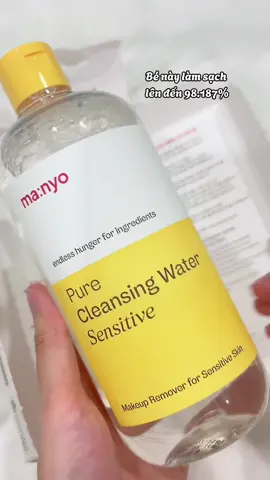 Bé này làm sạch
lên đến 98.187%
ma:nyo
endless hunger for ingredients
Pure
Cleansing Water
Sensitive
Makeup Remover for Sensitive Skin